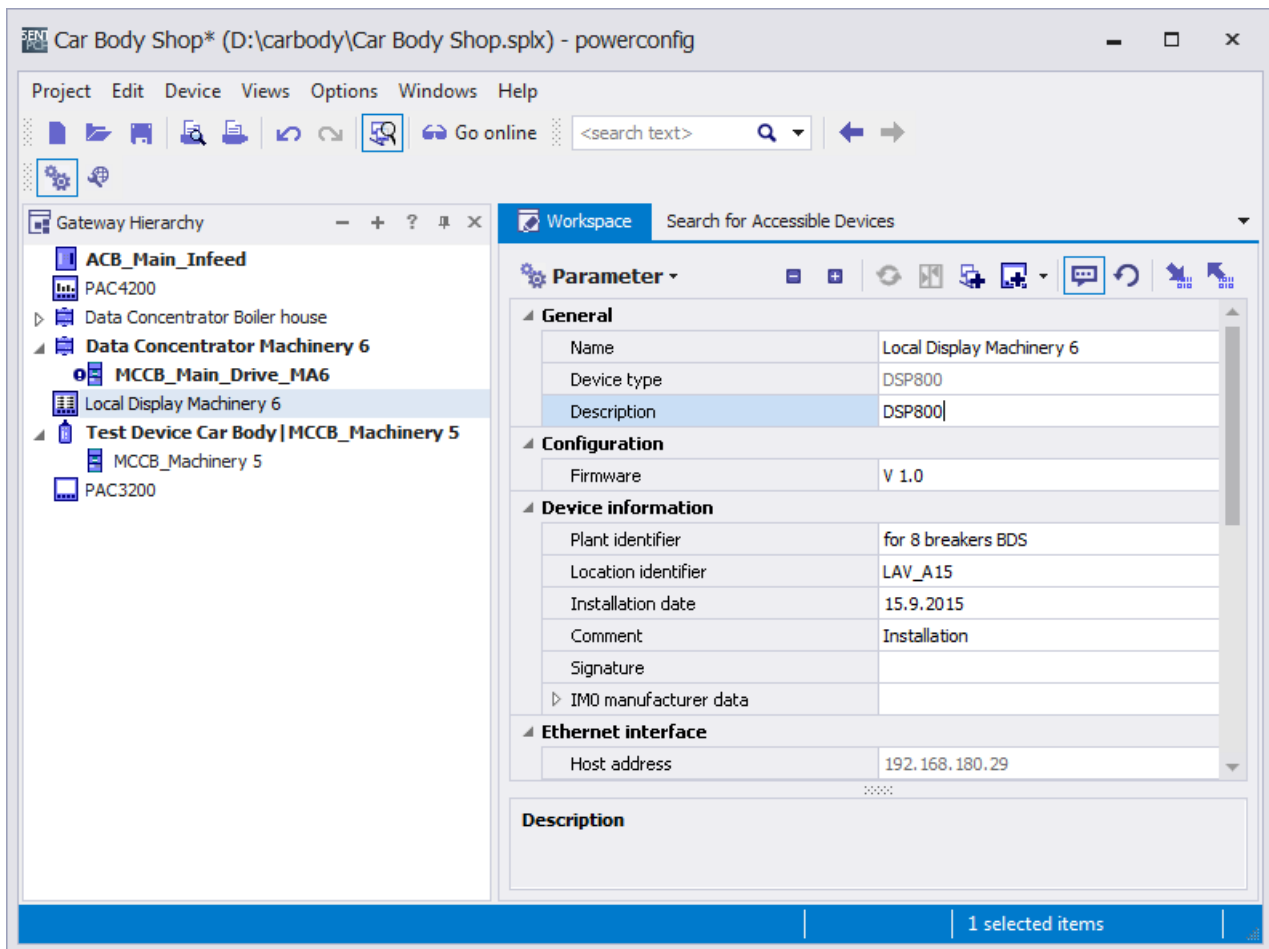 SENT
PCF
Car Body Shop* (D:\carbody\Car Body Shop.splx) - powerconfig
Project Edit Device Views Options Windows Help
Go online <search text>
Gateway Hierarchy
ACB_Main_Infeed
PAC4200
Data Concentrator Boiler house
Data Concentrator Machinery 6
MCCB_Main_Drive_MA6
Local Display Machinery 6
Test Device Car Body|MCCB_Machinery 5
MCCB_Machinery 5
PAC3200
Workspace Search for Accessible Devices
Parameter
General
Name Local Display Machinery 6
Device type DSP800
Description DSP800
Configuration
Firmware V 1.0
Device information
Plant identifier for 8 breakers BDS
Location identifier LAV_A15
Installation date 15.9.2015
Comment Installation
Signature
IM0 manufacturer data
Ethernet interface
Host address 192.168.180.29
Description
1 selected items